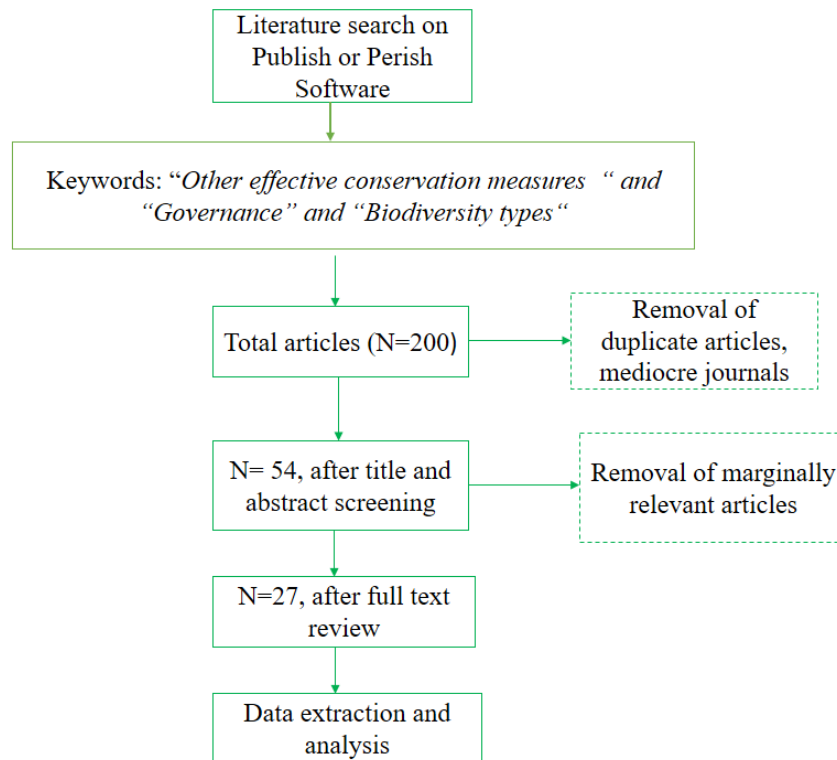 Literature search on
Publish or Perish
Software
Keywords: “Other effective conservation measures “ and
“Governance” and “Biodiversity types“
Total articles (N=200)
Removal of
duplicate articles,
mediocre journals
N= 54, after title and
abstract screening
Removal of marginally
relevant articles
N=27, after full text
review
Data extraction and
analysis